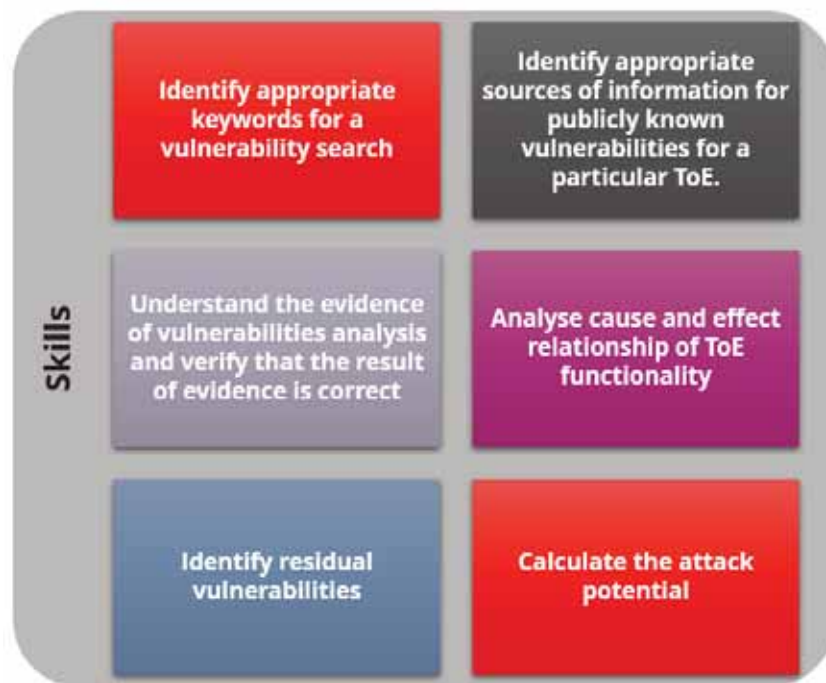 Skills
Identify appropriate
keywords for a
vulnerability search
Identify appropriate
sources of information for
publicly known
vulnerabilities for a
particular ToE.
Understand the evidence
of vulnerabilities analysis
and verify that the result
of evidence is correct
Analyse cause and effect
relationship of ToE
functionality
Identify residual
vulnerabilities
Calculate the attack
potential